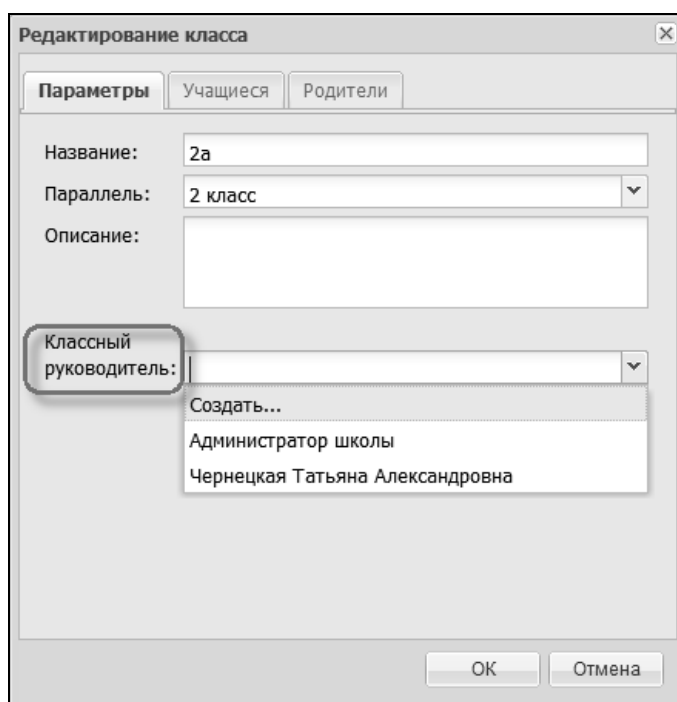 Редактирование класса
Параметры Учащиеся Родители
Название: 2а
Параллель: 2 класс
Описание:
Классный
руководитель:
Создать...
Администратор школы
Чернецкая Татьяна Александровна
ОК Отмена